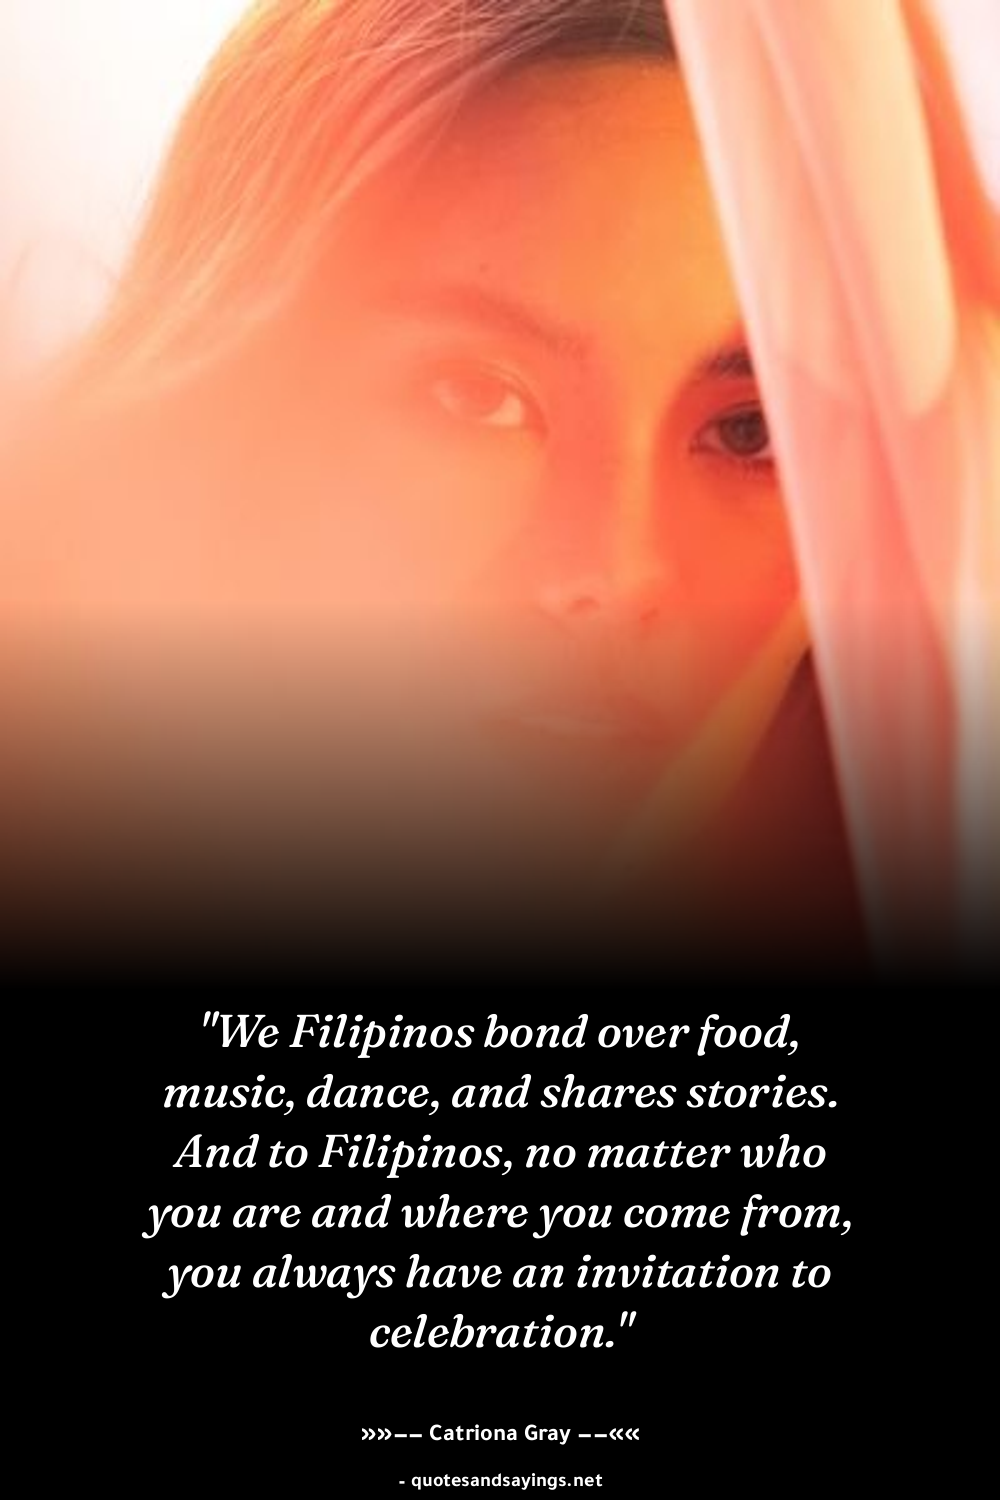 "We Filipinos bond over food,
music, dance, and shares stories.
And to Filipinos, no matter who
you are and where you come from,
you always have an invitation to
celebration."
»»–– Catriona Gray ––««
- quotesandsayings.net